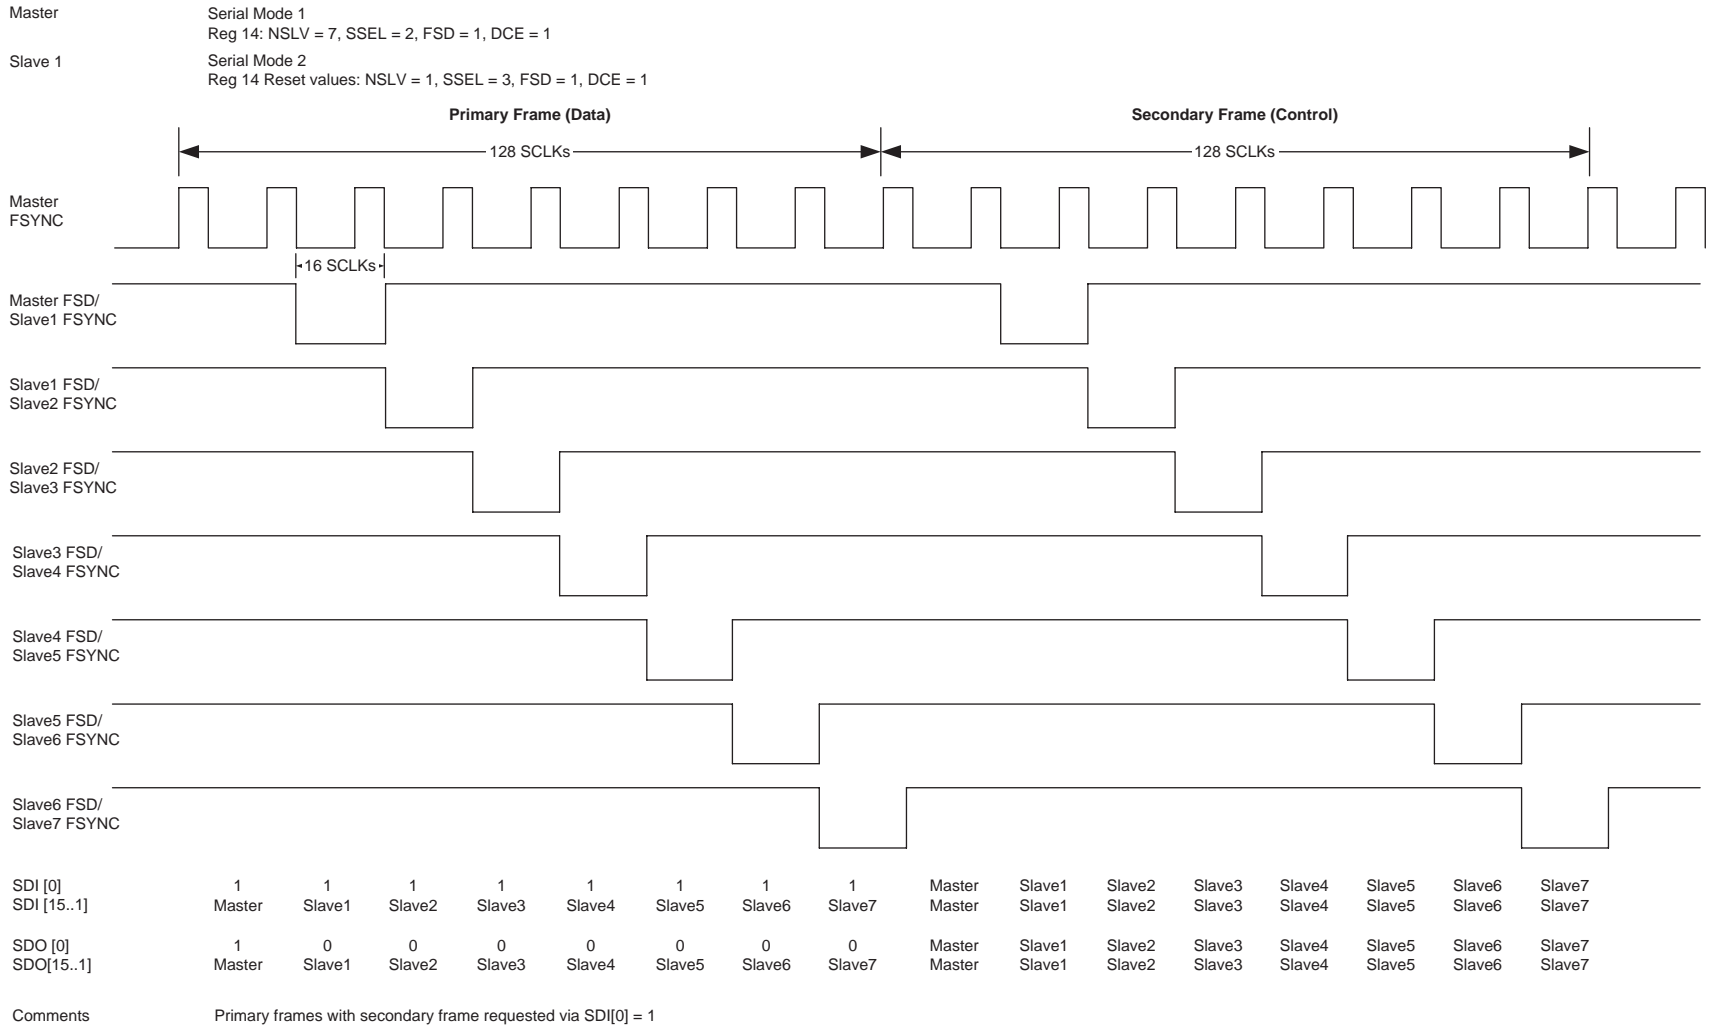 Master Serial Mode 1
Reg 14: NSLV = 7, SSEL = 2, FSD = 1, DCE = 1
Slave 1 Serial Mode 2
Reg 14 Reset values: NSLV = 1, SSEL = 3, FSD = 1, DCE = 1
Primary Frame (Data) Secondary Frame (Control)
128 SCLKs 128 SCLKs
Master
FSYNC
16 SCLKs
Master FSD/
Slave1 FSYNC
Slave1 FSD/
Slave2 FSYNC
Slave2 FSD/
Slave3 FSYNC
Slave3 FSD/
Slave4 FSYNC
Slave4 FSD/
Slave5 FSYNC
Slave5 FSD/
Slave6 FSYNC
Slave6 FSD/
Slave7 FSYNC
SDI [0] 1 1 1 1 1 1 1 1 Master Slave1 Slave2 Slave3 Slave4 Slave5 Slave6 Slave7
SDI [15..1] Master Slave1 Slave2 Slave3 Slave4 Slave5 Slave6 Slave7 Master Slave1 Slave2 Slave3 Slave4 Slave5 Slave6 Slave7
SDO [0] 1 0 0 0 0 0 0 0 Master Slave1 Slave2 Slave3 Slave4 Slave5 Slave6 Slave7
SDO[15..1] Master Slave1 Slave2 Slave3 Slave4 Slave5 Slave6 Slave7 Master Slave1 Slave2 Slave3 Slave4 Slave5 Slave6 Slave7
Comments Primary frames with secondary frame requested via SDI[0] = 1